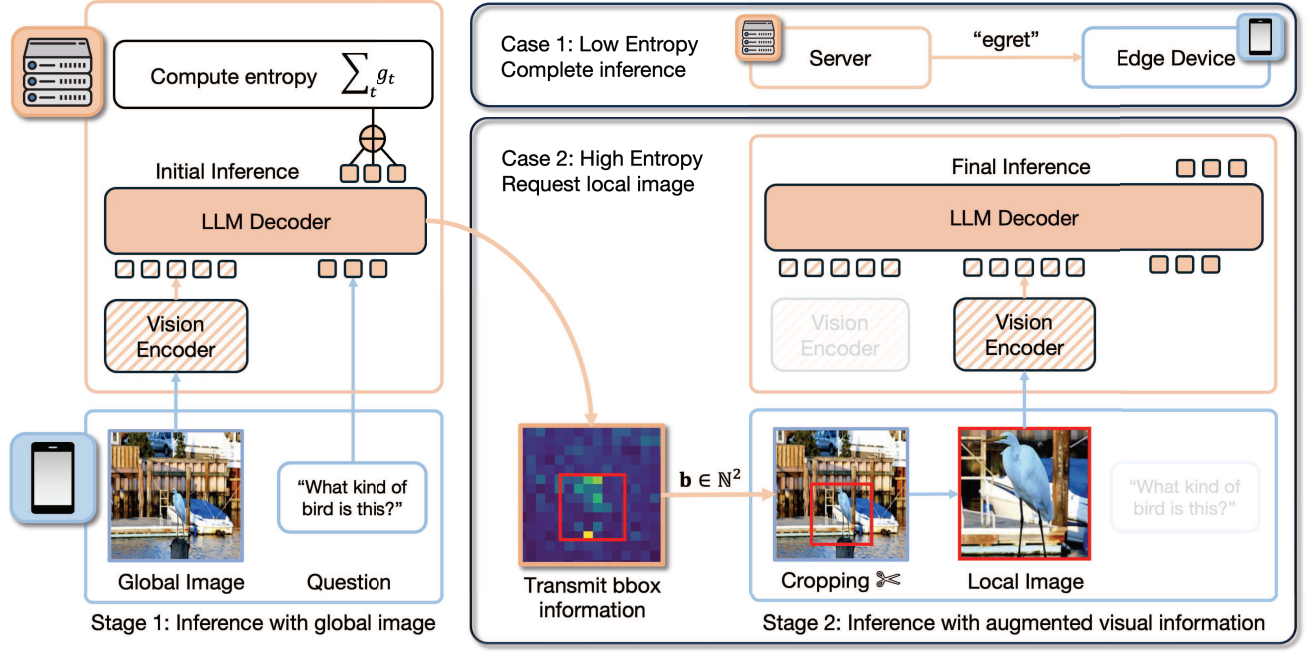 Compute entropy ∑_t g_t
Initial Inference
LLM Decoder
Vision
Encoder
"What kind of
bird is this?"
Global Image
Question
Stage 1: Inference with global image
Case 1: Low Entropy
Complete inference
Server
"egret"
Edge Device
Case 2: High Entropy
Request local image
Transmit bbox
information
b ∈ ℕ²
Final Inference
LLM Decoder
Vision
Encoder
Vision
Encoder
Cropping
Local Image
"What kind of
bird is this?"
Stage 2: Inference with augmented visual information